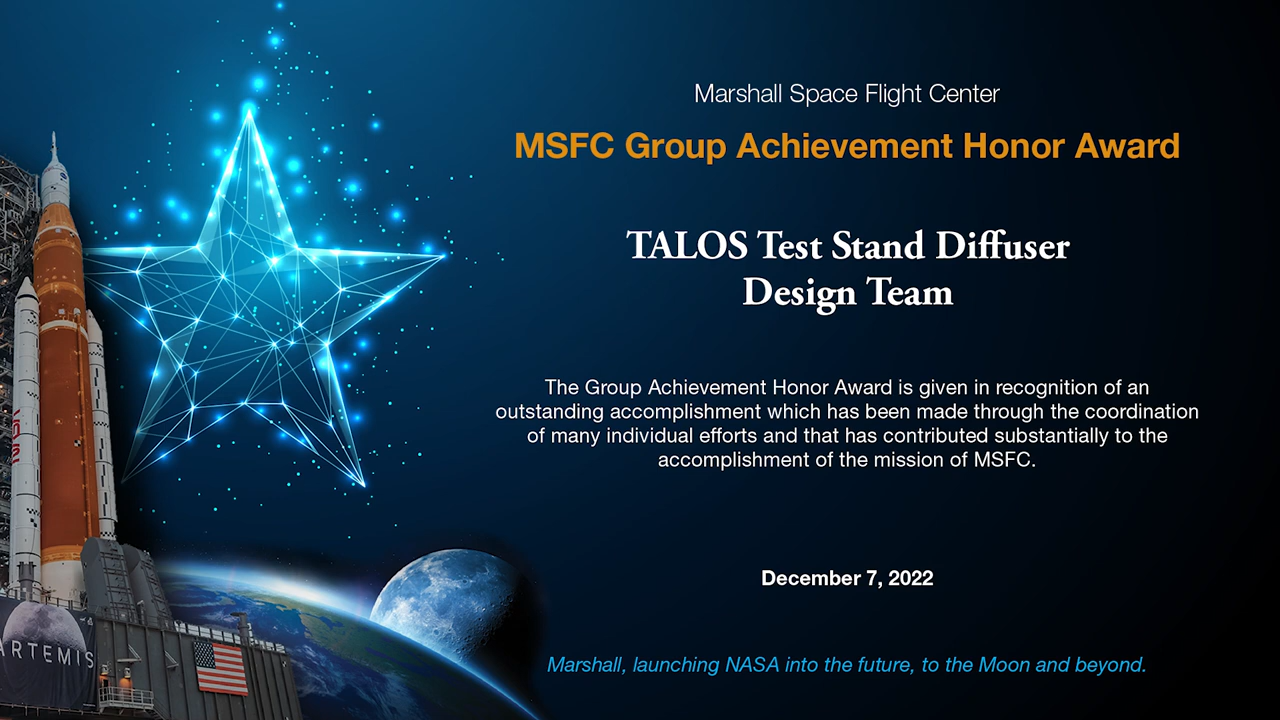 Marshall Space Flight Center
MSFC Group Achievement Honor Award
TALOS Test Stand Diffuser
Design Team
The Group Achievement Honor Award is given in recognition of an
outstanding accomplishment which has been made through the coordination
of many individual efforts and that has contributed substantially to the
accomplishment of the mission of MSFC.
December 7, 2022
Marshall, launching NASA into the future, to the Moon and beyond.
ARTEMIS